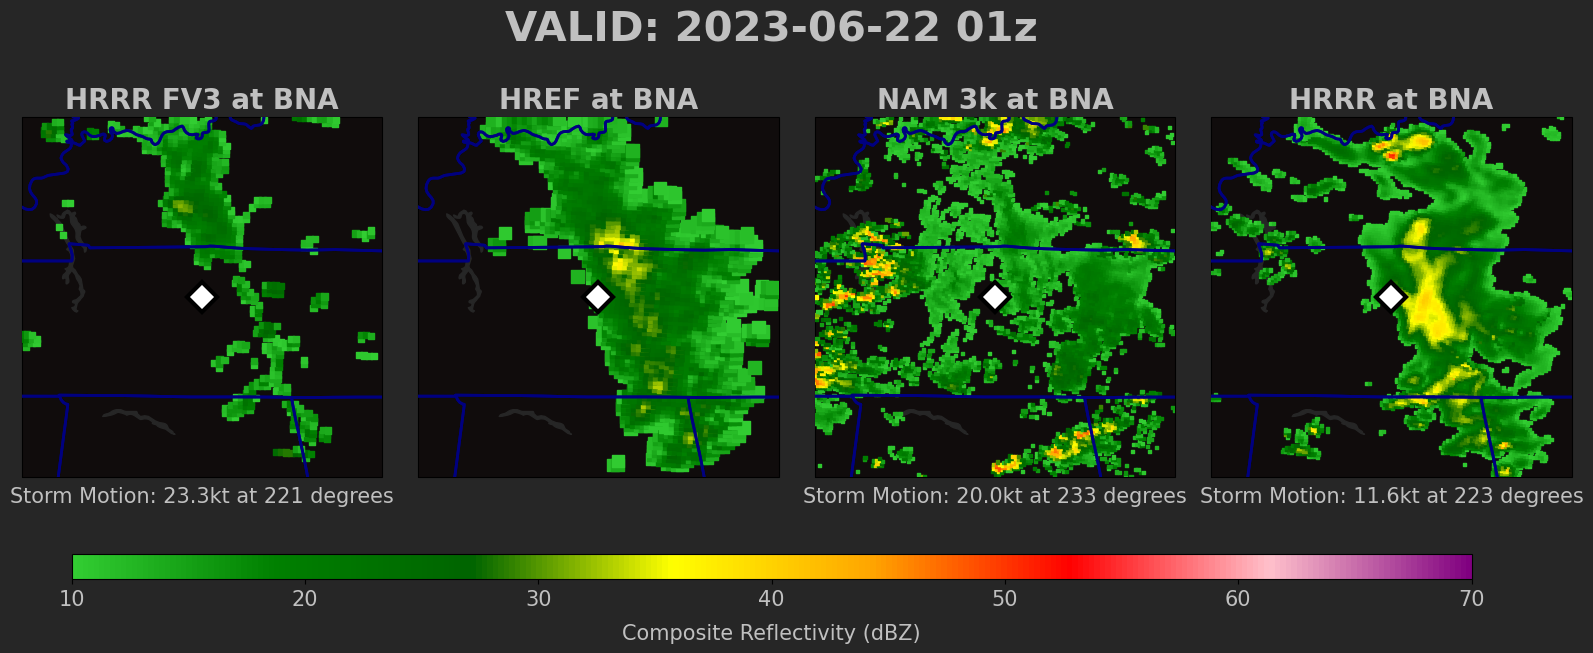 VALID: 2023-06-22 01z
HRRR FV3 at BNA
HREF at BNA
NAM 3k at BNA
HRRR at BNA
Storm Motion: 23.3kt at 221 degrees
Storm Motion: 20.0kt at 233 degrees
Storm Motion: 11.6kt at 223 degrees
10 20 30 40 50 60 70
Composite Reflectivity (dBZ)